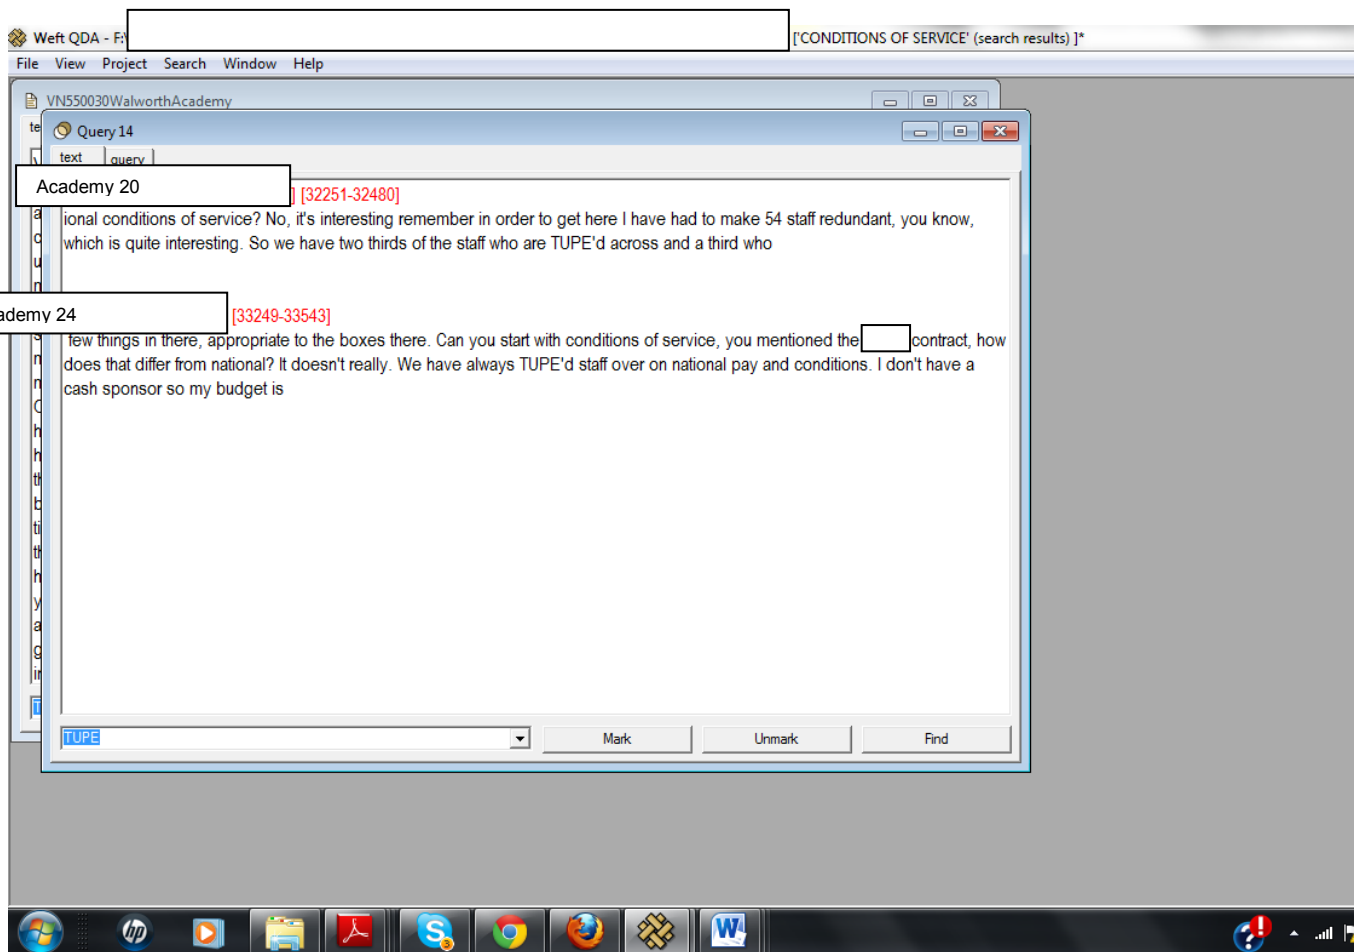 Weft QDA - F:\
['CONDITIONS OF SERVICE' (search results) ]*
File View Project Search Window Help
VN550030WalworthAcademy
Query 14
text query
Academy 20
] [32251-32480]
ional conditions of service? No, it's interesting remember in order to get here I have had to make 54 staff redundant, you know,
which is quite interesting. So we have two thirds of the staff who are TUPE'd across and a third who
ademy 24
[33249-33543]
few things in there, appropriate to the boxes there. Can you start with conditions of service, you mentioned the contract, how
does that differ from national? It doesn't really. We have always TUPE'd staff over on national pay and conditions. I don't have a
cash sponsor so my budget is
TUPE
Mark Unmark Find